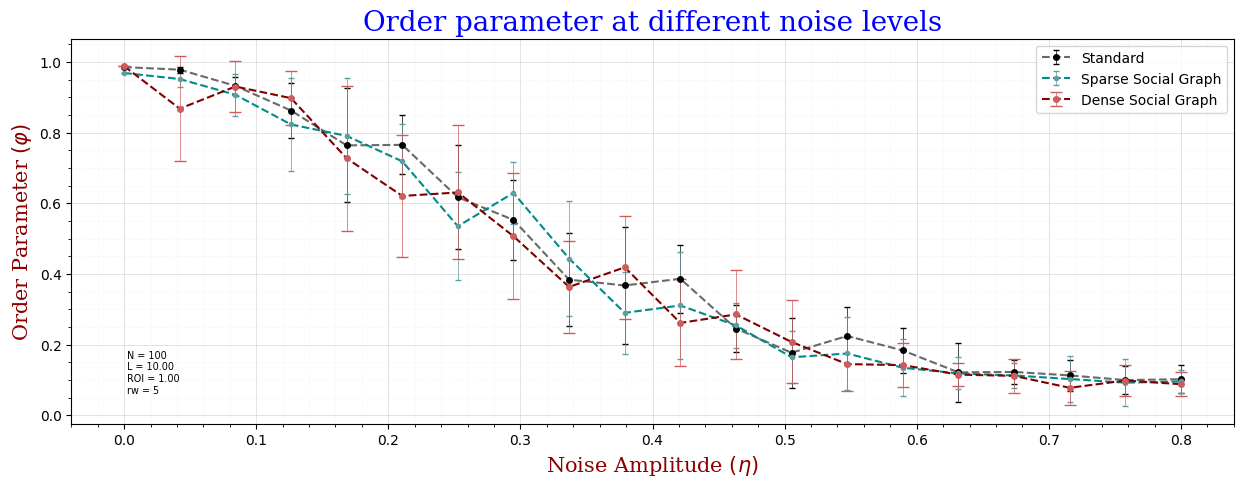 Order parameter at different noise levels
Standard
Sparse Social Graph
Dense Social Graph
Order Parameter (φ)
1.0
0.8
0.6
0.4
0.2
0.0
N = 100
L = 10.00
ROI = 1.00
rw = 5
0.0 0.1 0.2 0.3 0.4 0.5 0.6 0.7 0.8
Noise Amplitude (η)